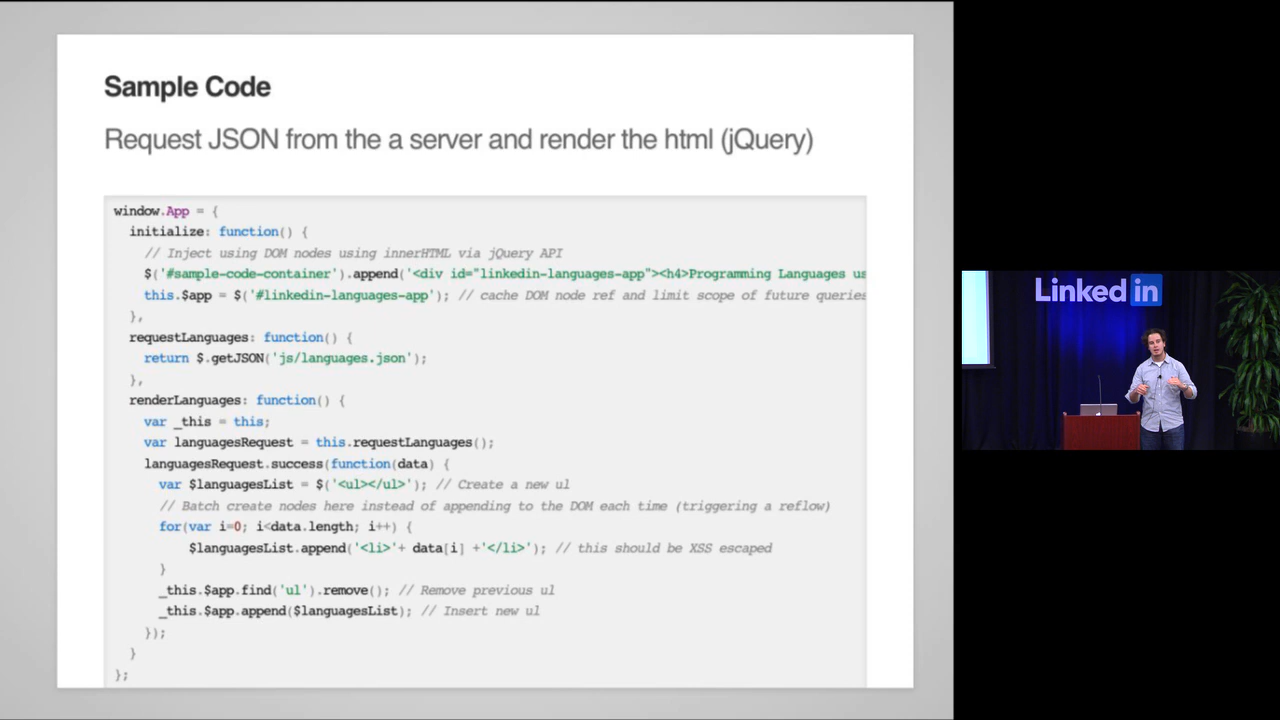 Sample Code
Request JSON from the a server and render the html (jQuery)
window.App = {
initialize: function() {
// Inject using DOM nodes using innerHTML via jQuery API
$('#sample-code-container').append('<div id="linkedin-languages-app"><h4>Programming Languages us
this.$app = $('#linkedin-languages-app'); // cache DOM node ref and limit scope of future queries
},
requestLanguages: function() {
return $.getJSON('js/languages.json');
},
renderLanguages: function() {
var _this = this;
var languagesRequest = this.requestLanguages();
languagesRequest.success(function(data) {
var $languagesList = $('<ul></ul>'); // Create a new ul
// Batch create nodes here instead of appending to the DOM each time (triggering a reflow)
for(var i=0; i<data.length; i++) {
$languagesList.append('<li>'+ data[i] +'</li>'); // this should be XSS escaped
}
_this.$app.find('ul').remove(); // Remove previous ul
_this.$app.append($languagesList); // Insert new ul
});
}
};
Linked in